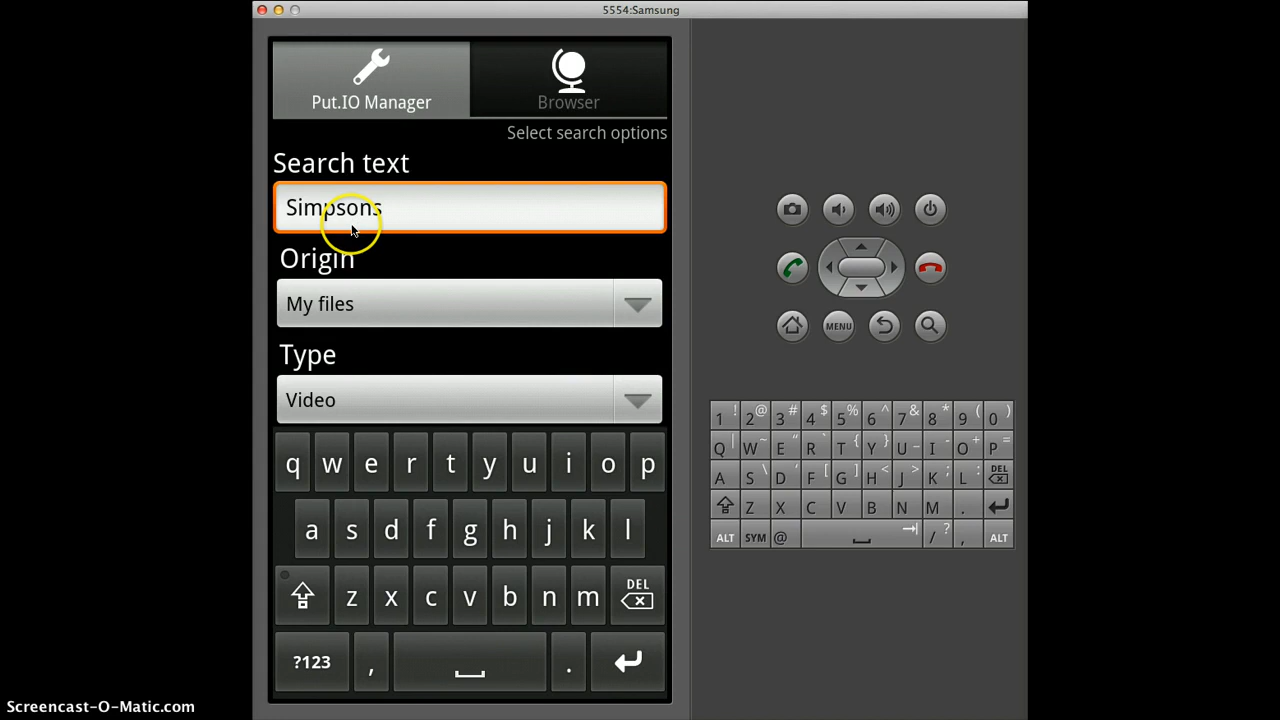 5554:Samsung
Put.IO Manager
Browser
Select search options
Search text
Simpsons
Origin
My files
Type
Video
q w e r t y u i o p
a s d f g h j k l
z x c v b n m DEL
?123 , .
MENU
1 ! 2 @ 3 # 4 $ 5 % 6 ^ 7 & 8 * 9 ( 0 )
Q | W ~ E " R ` T { Y } U _ I - O + P =
A S \ D ' F [ G ] H < J > K ; L : DEL
Z X C V B N M .
ALT SYM @ / ? , ALT
Screencast-O-Matic.com